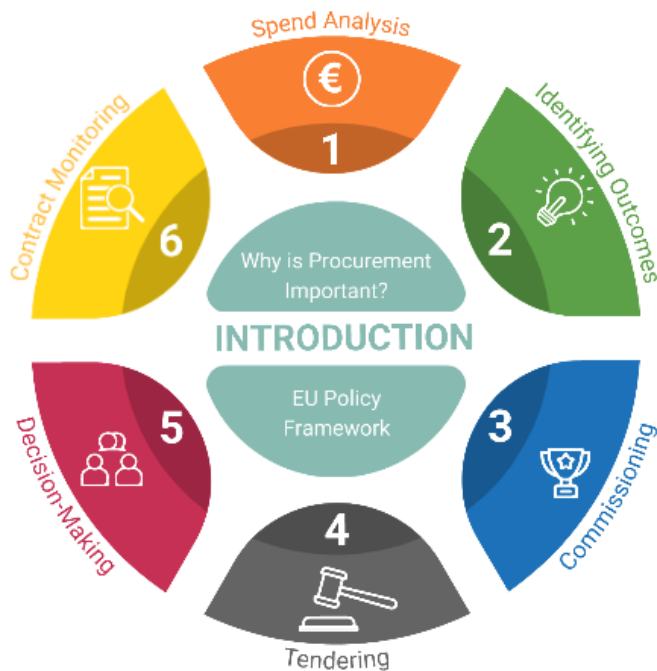 Spend Analysis
€
1
Identifying Outcomes
2
Commissioning
3
4
Tendering
Decision-Making
5
Contract Monitoring
6
Why is Procurement
Important?
INTRODUCTION
EU Policy
Framework